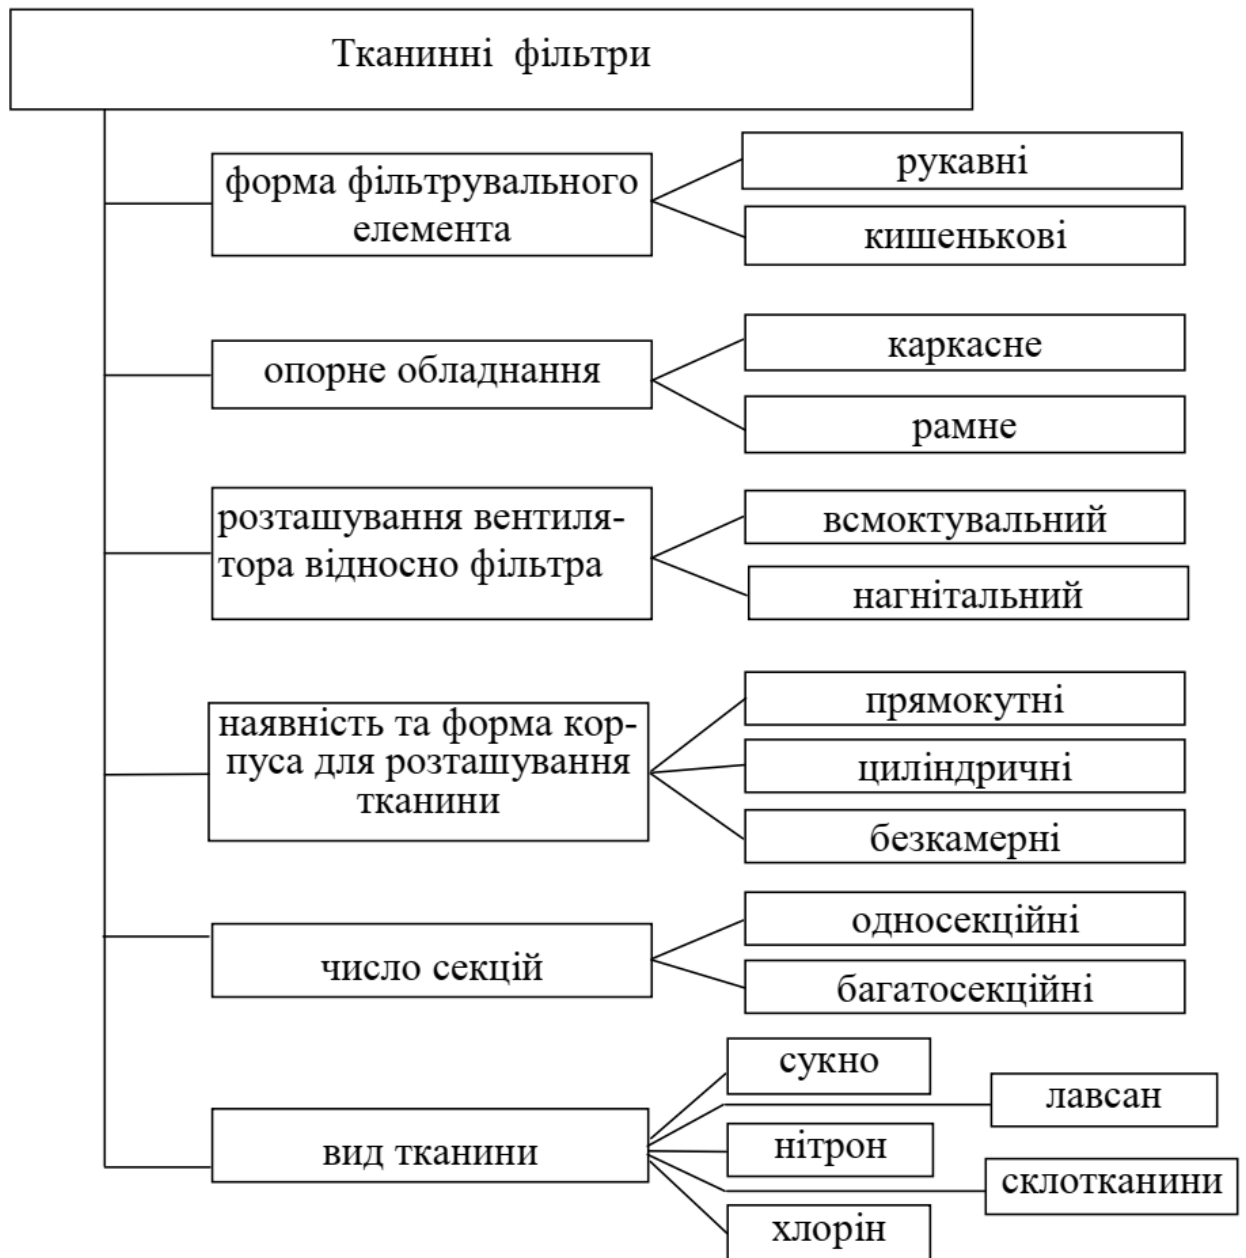 Тканинні фільтри
форма фільтрувального
елемента
рукавні
кишенькові
опорне обладнання
каркасне
рамне
розташування вентиля-
тора відносно фільтра
всмоктувальний
нагнітальний
наявність та форма кор-
пуса для розташування
тканини
прямокутні
циліндричні
безкамерні
число секцій
односекційні
багатосекційні
вид тканини
сукно
лавсан
нітрон
склотканини
хлорін